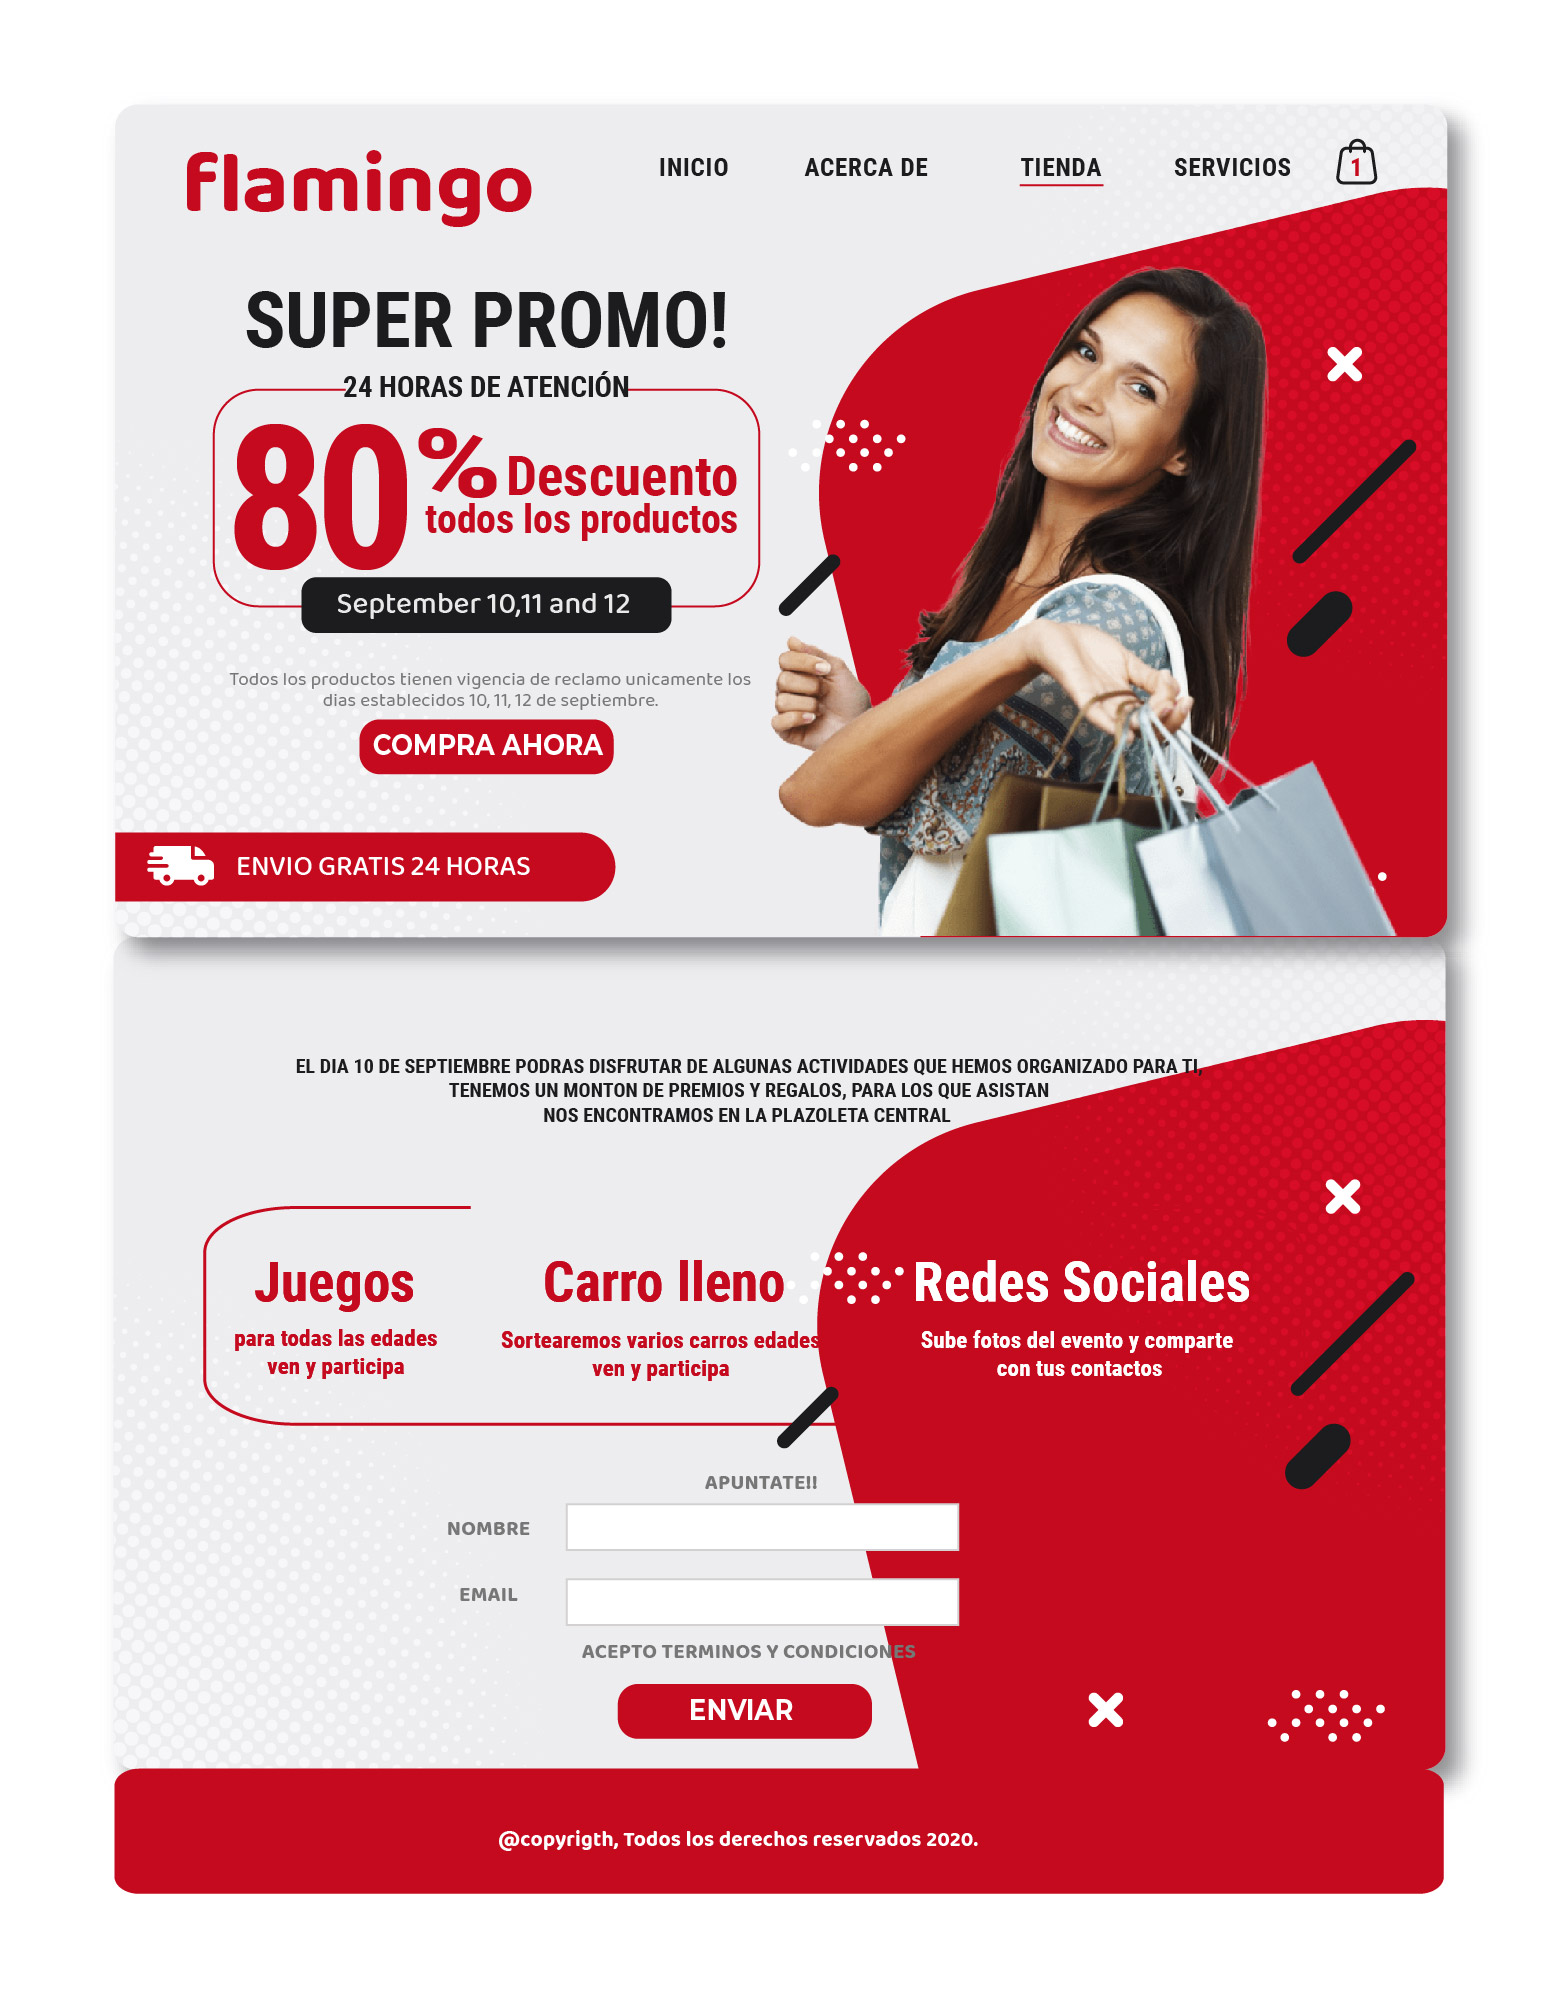 flamingo
INICIO ACERCA DE TIENDA SERVICIOS 1
SUPER PROMO!
24 HORAS DE ATENCIÓN
80% Descuento
todos los productos
September 10,11 and 12
Todos los productos tienen vigencia de reclamo unicamente los
dias establecidos 10, 11, 12 de septiembre.
COMPRA AHORA
ENVIO GRATIS 24 HORAS
EL DIA 10 DE SEPTIEMBRE PODRAS DISFRUTAR DE ALGUNAS ACTIVIDADES QUE HEMOS ORGANIZADO PARA TI,
TENEMOS UN MONTON DE PREMIOS Y REGALOS, PARA LOS QUE ASISTAN
NOS ENCONTRAMOS EN LA PLAZOLETA CENTRAL
Juegos
para todas las edades
ven y participa
Carro lleno
Sortearemos varios carros edades
ven y participa
Redes Sociales
Sube fotos del evento y comparte
con tus contactos
APUNTATE!!
NOMBRE
EMAIL
ACEPTO TERMINOS Y CONDICIONES
ENVIAR
@copyrigth, Todos los derechos reservados 2020.